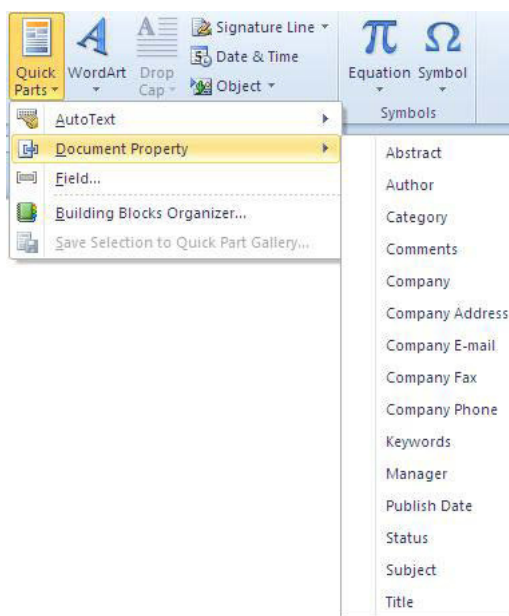 Signature Line
Date & Time
Object
Quick Parts
WordArt
Drop Cap
Equation
Symbol
Symbols
AutoText
Document Property
Field...
Building Blocks Organizer...
Save Selection to Quick Part Gallery...
Abstract
Author
Category
Comments
Company
Company Address
Company E-mail
Company Fax
Company Phone
Keywords
Manager
Publish Date
Status
Subject
Title